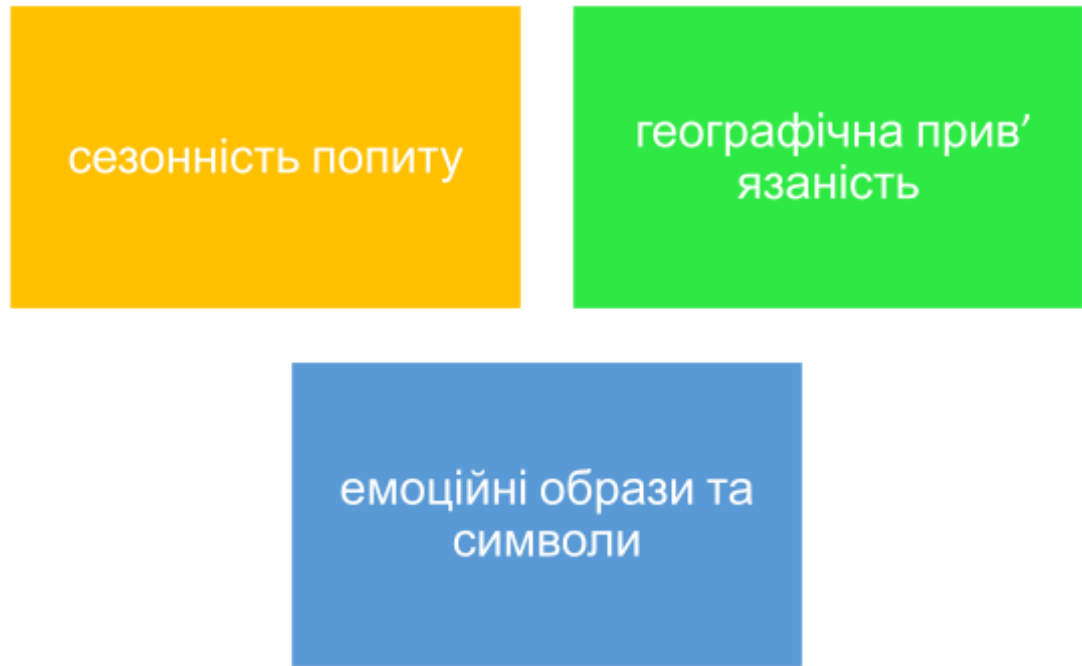 сезонність попиту
географічна прив’
язаність
емоційні образи та
символи